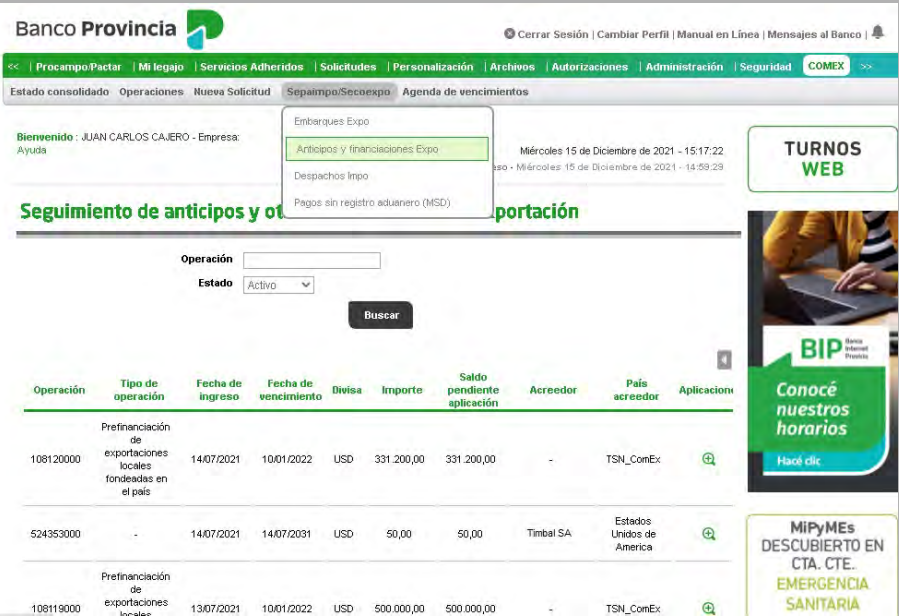 Banco Provincia
Cerrar Sesión | Cambiar Perfil | Manual en Línea | Mensajes al Banco |
<< | Procampo/Pactar | Mi legajo | Servicios Adheridos | Solicitudes | Personalización | Archivos | Autorizaciones | Administración | Seguridad COMEX >>
Estado consolidado Operaciones Nueva Solicitud Sepaimpo/Secoexpo Agenda de vencimientos
Embarques Expo
Anticipos y financiaciones Expo
Despachos Impo
Pagos sin registro aduanero (MSD)
Bienvenido : JUAN CARLOS CAJERO - Empresa:
Ayuda
Miércoles 15 de Diciembre de 2021 - 15:17:22
eso - Miércoles 15 de Diciembre de 2021 - 14:59:29
Seguimiento de anticipos y ot portación
Operación
Estado Activo
Buscar
Operación Tipo de operación Fecha de ingreso Fecha de vencimiento Divisa Importe Saldo pendiente aplicación Acreedor País acreedor Aplicacione
108120000 Prefinanciación de exportaciones locales fondeadas en el país 14/07/2021 10/01/2022 USD 331.200,00 331.200,00 - TSN_ComEx
524353000 - 14/07/2021 14/07/2031 USD 50,00 50,00 Timbal SA Estados Unidos de America
108119000 Prefinanciación de exportaciones locales 13/07/2021 10/01/2022 USD 500.000,00 500.000,00 - TSN_ComEx
TURNOS
WEB
BIP Banca Internet Provincia
Conocé
nuestros
horarios
Hacé clic
MiPyMEs
DESCUBIERTO EN
CTA. CTE.
EMERGENCIA
SANITARIA